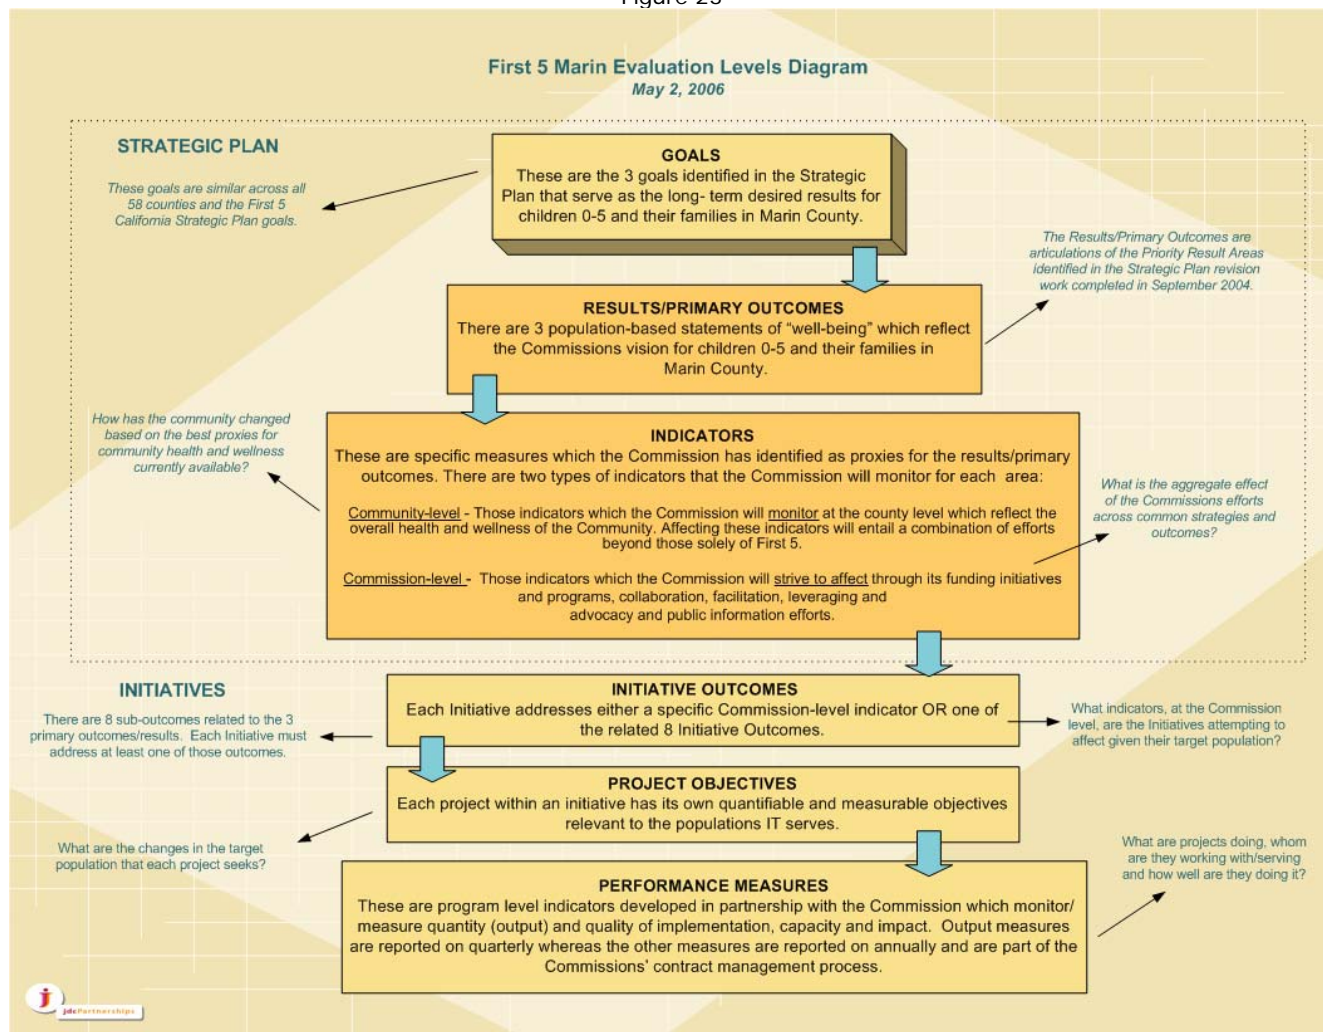 Figure 23
First 5 Marin Evaluation Levels Diagram
May 2, 2006
STRATEGIC PLAN
These goals are similar across all
58 counties and the First 5
California Strategic Plan goals.
GOALS
These are the 3 goals identified in the Strategic
Plan that serve as the long- term desired results for
children 0-5 and their families in Marin County.
The Results/Primary Outcomes are
articulations of the Priority Result Areas
identified in the Strategic Plan revision
work completed in September 2004.
RESULTS/PRIMARY OUTCOMES
There are 3 population-based statements of “well-being” which reflect
the Commissions vision for children 0-5 and their families in
Marin County.
How has the community changed
based on the best proxies for
community health and wellness
currently available?
INDICATORS
These are specific measures which the Commission has identified as proxies for the results/primary
outcomes. There are two types of indicators that the Commission will monitor for each area:
Community-level - Those indicators which the Commission will monitor at the county level which reflect the
overall health and wellness of the Community. Affecting these indicators will entail a combination of efforts
beyond those solely of First 5.
Commission-level - Those indicators which the Commission will strive to affect through its funding initiatives
and programs, collaboration, facilitation, leveraging and
advocacy and public information efforts.
What is the aggregate effect
of the Commissions efforts
across common strategies and
outcomes?
INITIATIVES
There are 8 sub-outcomes related to the 3
primary outcomes/results. Each Initiative must
address at least one of those outcomes.
INITIATIVE OUTCOMES
Each Initiative addresses either a specific Commission-level indicator OR one of
the related 8 Initiative Outcomes.
What indicators, at the Commission
level, are the Initiatives attempting to
affect given their target population?
PROJECT OBJECTIVES
Each project within an initiative has its own quantifiable and measurable objectives
relevant to the populations IT serves.
What are the changes in the target
population that each project seeks?
What are projects doing, whom
are they working with/serving
and how well are they doing it?
PERFORMANCE MEASURES
These are program level indicators developed in partnership with the Commission which monitor/
measure quantity (output) and quality of implementation, capacity and impact. Output measures
are reported on quarterly whereas the other measures are reported on annually and are part of the
Commissions’ contract management process.
j
jdcPartnerships